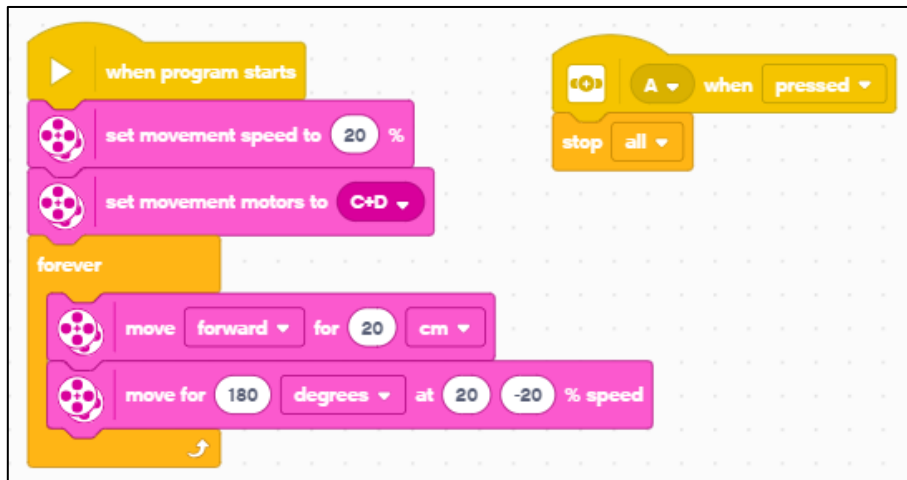 when program starts
set movement speed to 20 %
set movement motors to C+D
forever
move forward for 20 cm
move for 180 degrees at 20 -20 % speed
A when pressed
stop all